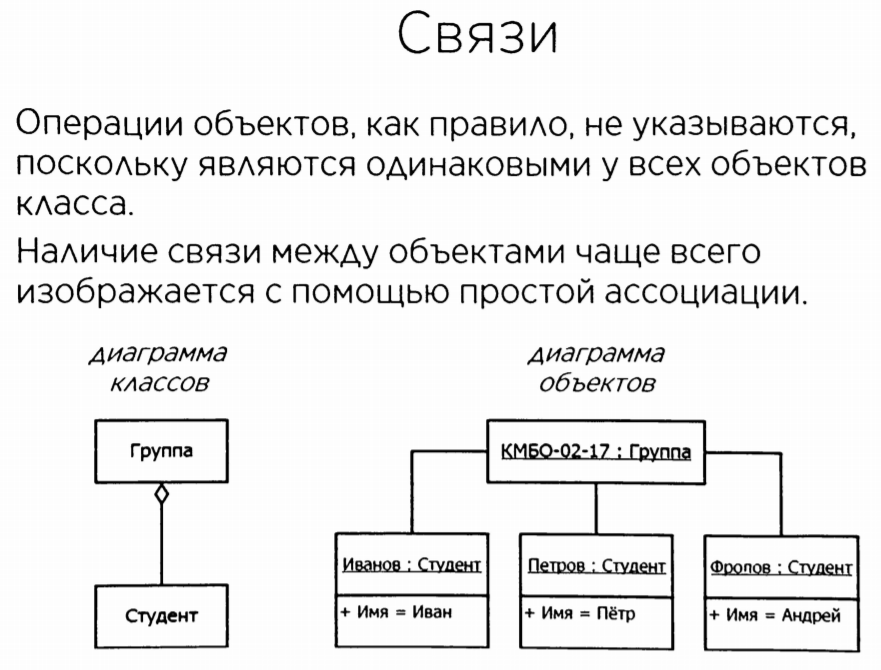 Связи
Операции объектов, как правило, не указываются,
поскольку являются одинаковыми у всех объектов
класса.
Наличие связи между объектами чаще всего
изображается с помощью простой ассоциации.
диаграмма
классов
диаграмма
объектов
Группа
КМБО-02-17 : Группа
Иванов : Студент
Петров : Студент
Фролов : Студент
Студент
+ Имя = Иван
+ Имя = Пётр
+ Имя = Андрей